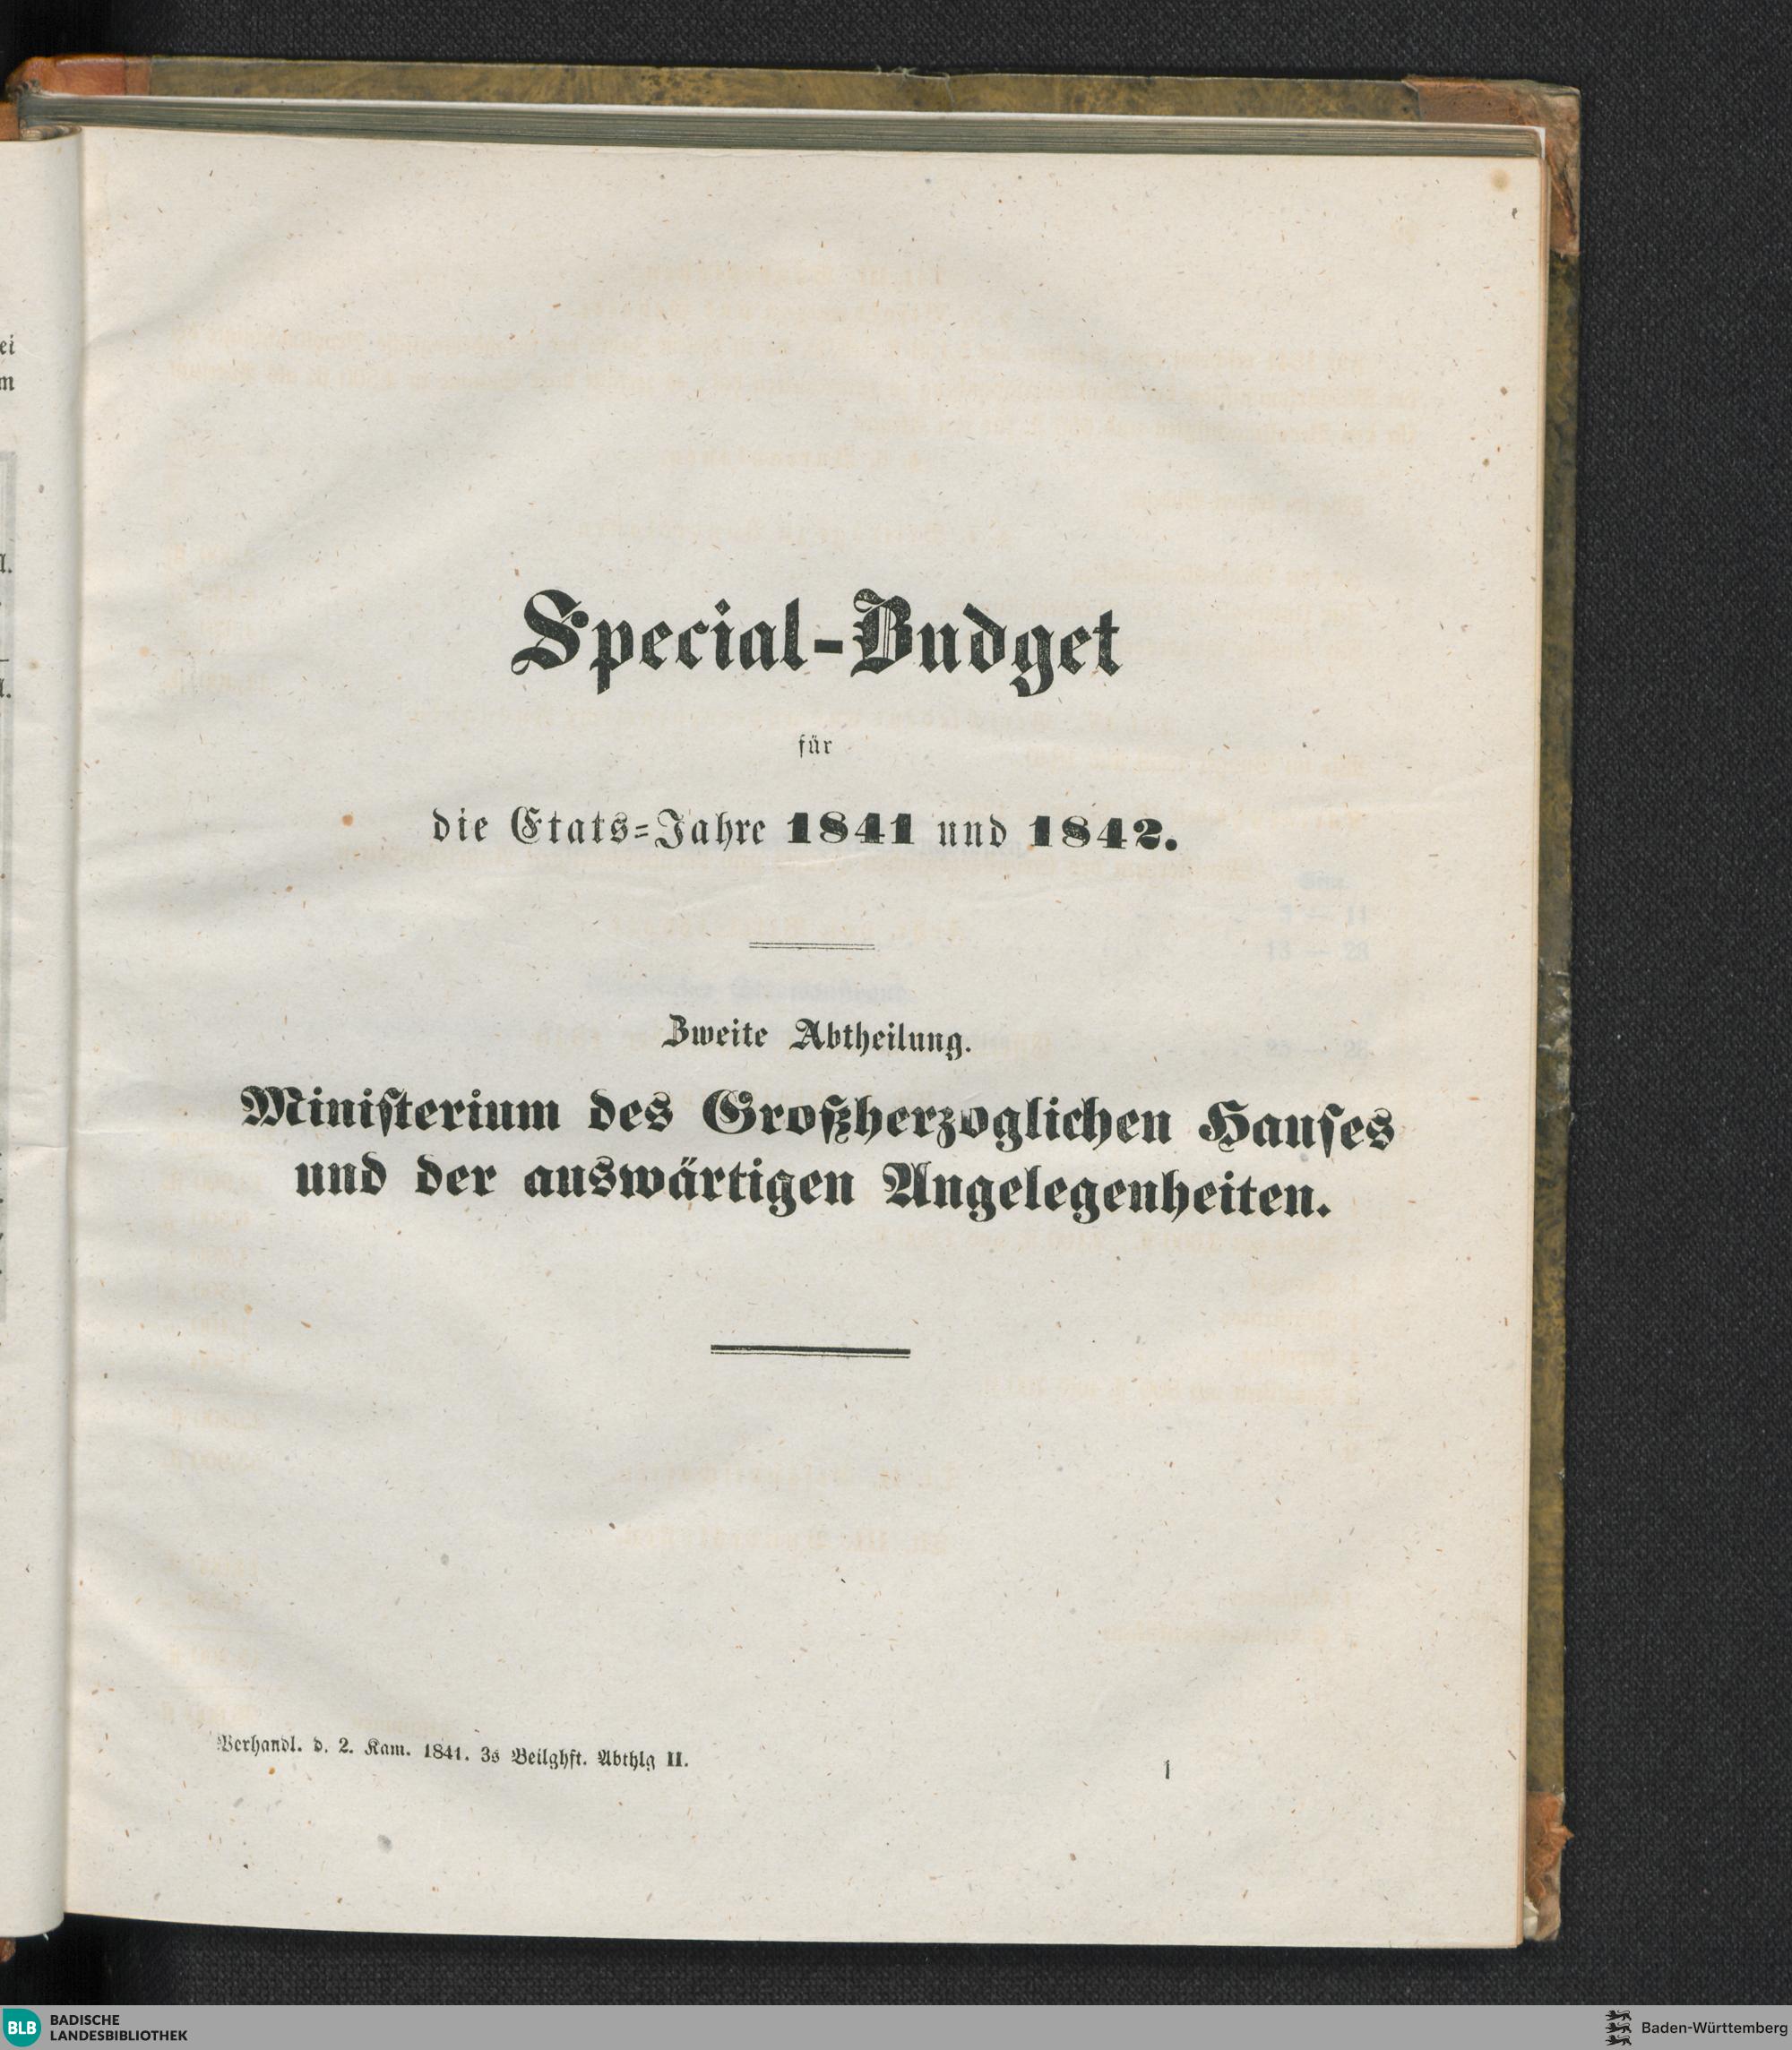 Special-Budget
für
die Etats-Jahre 1841 und 1842.
Zweite Abtheilung.
Ministerium des Großherzoglichen Hauses
und der auswärtigen Angelegenheiten.
Verhandl. d. 2. Kam. 1841. 3s Beilghft. Abthlg II.
1
BLB BADISCHE
LANDESBIBLIOTHEK
Baden-Württemberg